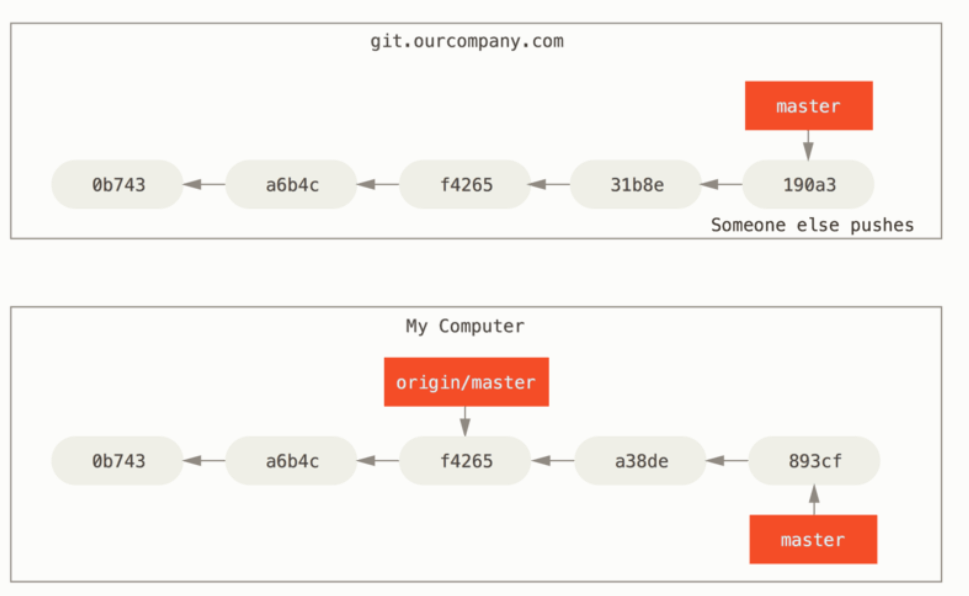 git.ourcompany.com
master
0b743 a6b4c f4265 31b8e 190a3
Someone else pushes
My Computer
origin/master
0b743 a6b4c f4265 a38de 893cf
master